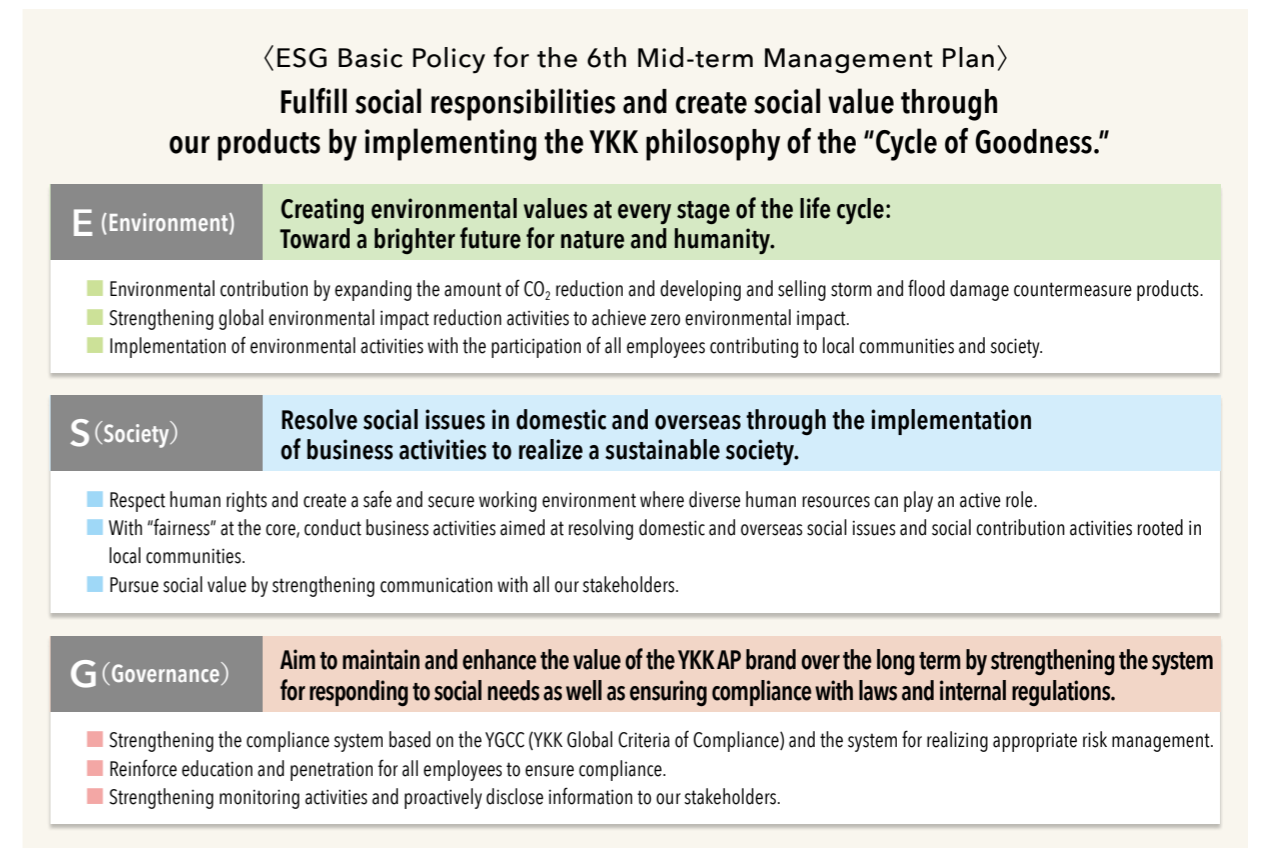 〈ESG Basic Policy for the 6th Mid-term Management Plan〉
Fulfill social responsibilities and create social value through
our products by implementing the YKK philosophy of the “Cycle of Goodness.”
E (Environment)
Creating environmental values at every stage of the life cycle:
Toward a brighter future for nature and humanity.
Environmental contribution by expanding the amount of CO₂ reduction and developing and selling storm and flood damage countermeasure products.
Strengthening global environmental impact reduction activities to achieve zero environmental impact.
Implementation of environmental activities with the participation of all employees contributing to local communities and society.
S（Society）
Resolve social issues in domestic and overseas through the implementation
of business activities to realize a sustainable society.
Respect human rights and create a safe and secure working environment where diverse human resources can play an active role.
With “fairness” at the core, conduct business activities aimed at resolving domestic and overseas social issues and social contribution activities rooted in
local communities.
Pursue social value by strengthening communication with all our stakeholders.
G（Governance）
Aim to maintain and enhance the value of the YKK AP brand over the long term by strengthening the system
for responding to social needs as well as ensuring compliance with laws and internal regulations.
Strengthening the compliance system based on the YGCC (YKK Global Criteria of Compliance) and the system for realizing appropriate risk management.
Reinforce education and penetration for all employees to ensure compliance.
Strengthening monitoring activities and proactively disclose information to our stakeholders.